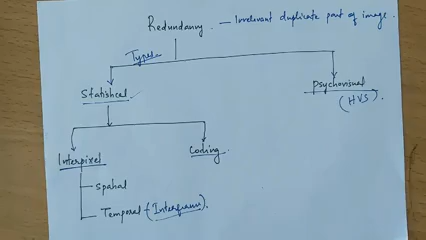 Redundancy - Irrelevant duplicate part of image.
Types
Statistical
Psychovisual
(HVS).
Interpixel
Coding.
Spatial
Temporal (Interframe).